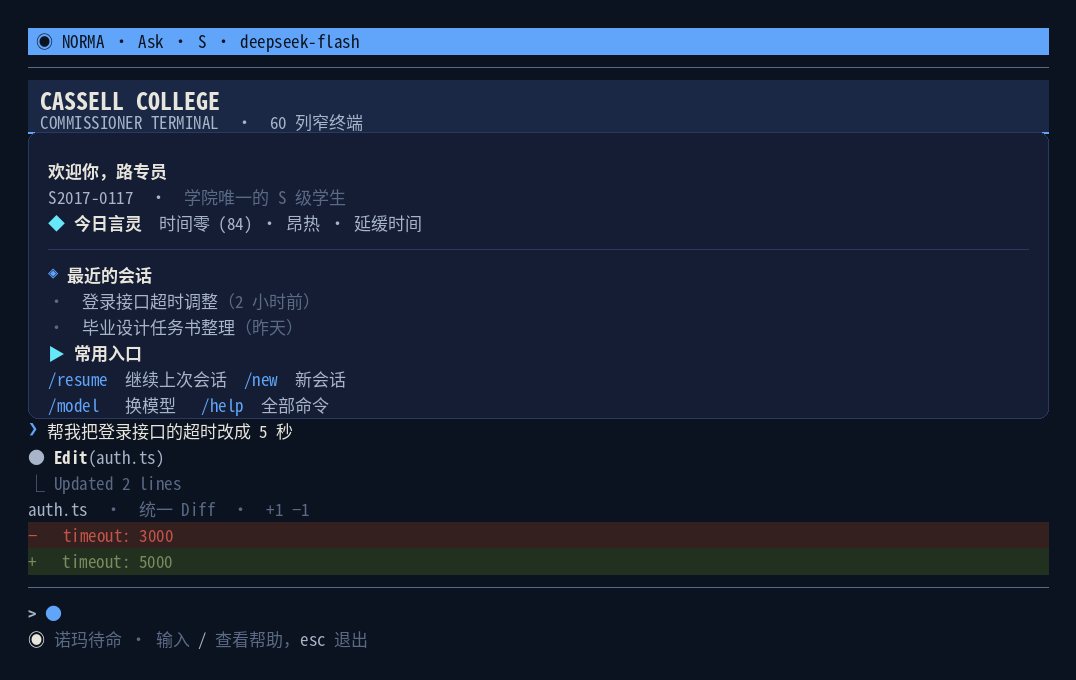 ◉ NORMA · Ask · S · deepseek-flash
CASSELL COLLEGE
COMMISSIONER TERMINAL · 60 列窄终端
欢迎你，路专员
S2017-0117 · 学院唯一的 S 级学生
◆ 今日言灵 时间零 (84) · 昂热 · 延缓时间
◈ 最近的会话
· 登录接口超时调整（2 小时前）
· 毕业设计任务书整理（昨天）
▶ 常用入口
/resume 继续上次会话 /new 新会话
/model 换模型 /help 全部命令
❯ 帮我把登录接口的超时改成 5 秒
● Edit(auth.ts)
⎿ Updated 2 lines
auth.ts · 统一 Diff · +1 −1
− timeout: 3000
+ timeout: 5000
> ●
◉ 诺玛待命 · 输入 / 查看帮助，esc 退出